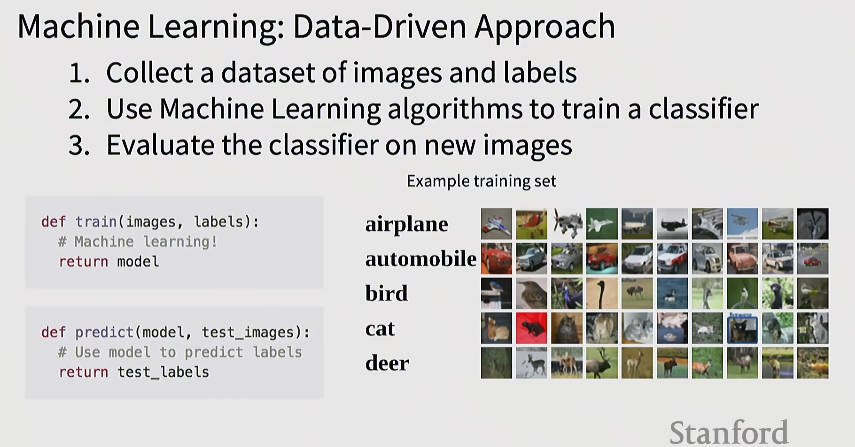 Machine Learning: Data-Driven Approach
1. Collect a dataset of images and labels
2. Use Machine Learning algorithms to train a classifier
3. Evaluate the classifier on new images
Example training set
def train(images, labels):
# Machine learning!
return model
def predict(model, test_images):
# Use model to predict labels
return test_labels
airplane
automobile
bird
cat
deer
Stanford